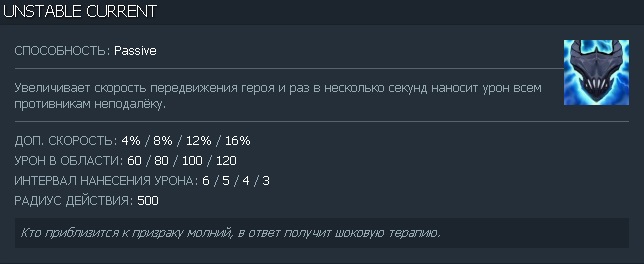 UNSTABLE CURRENT
СПОСОБНОСТЬ: Passive
Увеличивает скорость передвижения героя и раз в несколько секунд наносит урон всем
противникам неподалёку.
ДОП. СКОРОСТЬ: 4% / 8% / 12% / 16%
УРОН В ОБЛАСТИ: 60 / 80 / 100 / 120
ИНТЕРВАЛ НАНЕСЕНИЯ УРОНА: 6 / 5 / 4 / 3
РАДИУС ДЕЙСТВИЯ: 500
Кто приблизится к призраку молний, в ответ получит шоковую терапию.